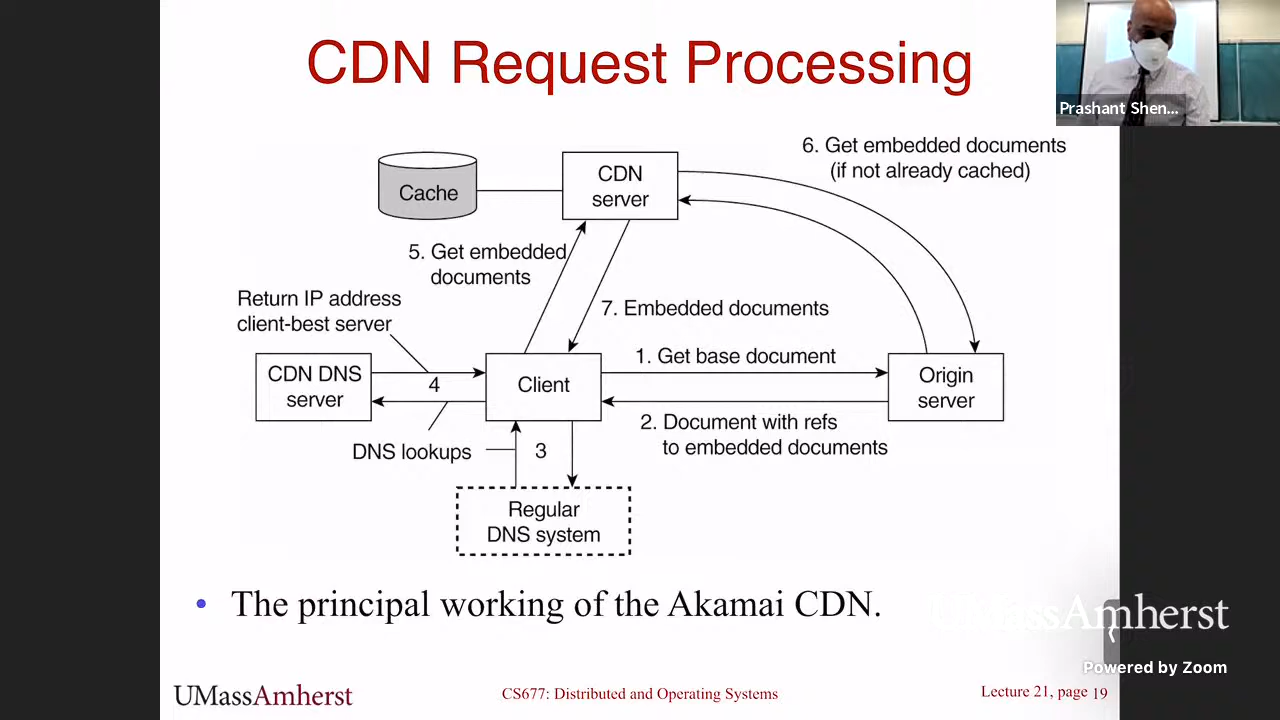 CDN Request Processing
Prashant Shen...
6. Get embedded documents
(if not already cached)
CDN
server
Cache
5. Get embedded
documents
Return IP address
client-best server
7. Embedded documents
1. Get base document
CDN DNS
server
4
Client
Origin
server
2. Document with refs
to embedded documents
DNS lookups
3
Regular
DNS system
• The principal working of the Akamai CDN.
UMassAmherst
Powered by Zoom
UMassAmherst
CS677: Distributed and Operating Systems
Lecture 21, page 19